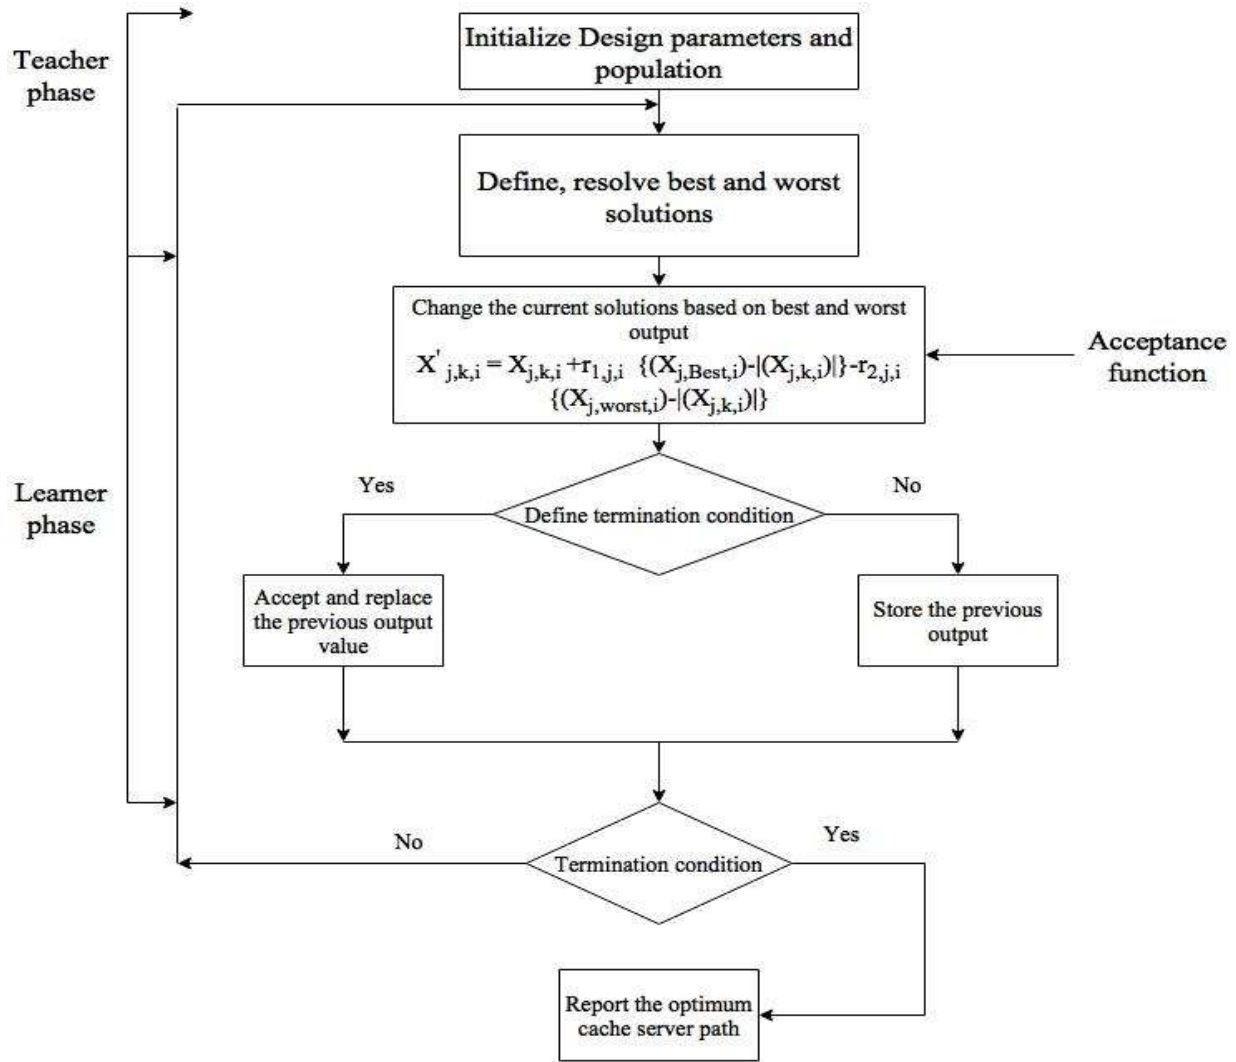 Initialize Design parameters and
population
Teacher
phase
Define, resolve best and worst
solutions
Change the current solutions based on best and worst
output
X'j,k,i = Xj,k,i +r1,j,i {(Xj,Best,i)-|(Xj,k,i)|}-r2,j,i
{(Xj,worst,i)-|(Xj,k,i)|}
Acceptance
function
Learner
phase
Yes
No
Define termination condition
Accept and replace
the previous output
value
Store the previous
output
No
Yes
Termination condition
Report the optimum
cache server path